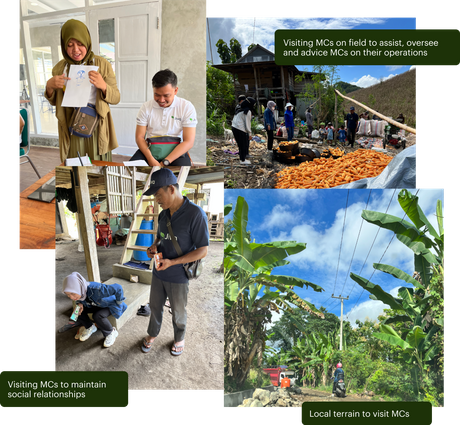 Visiting MCs on field to assist, oversee
and advice MCs on their operations
Visiting MCs to maintain
social relationships
Local terrain to visit MCs